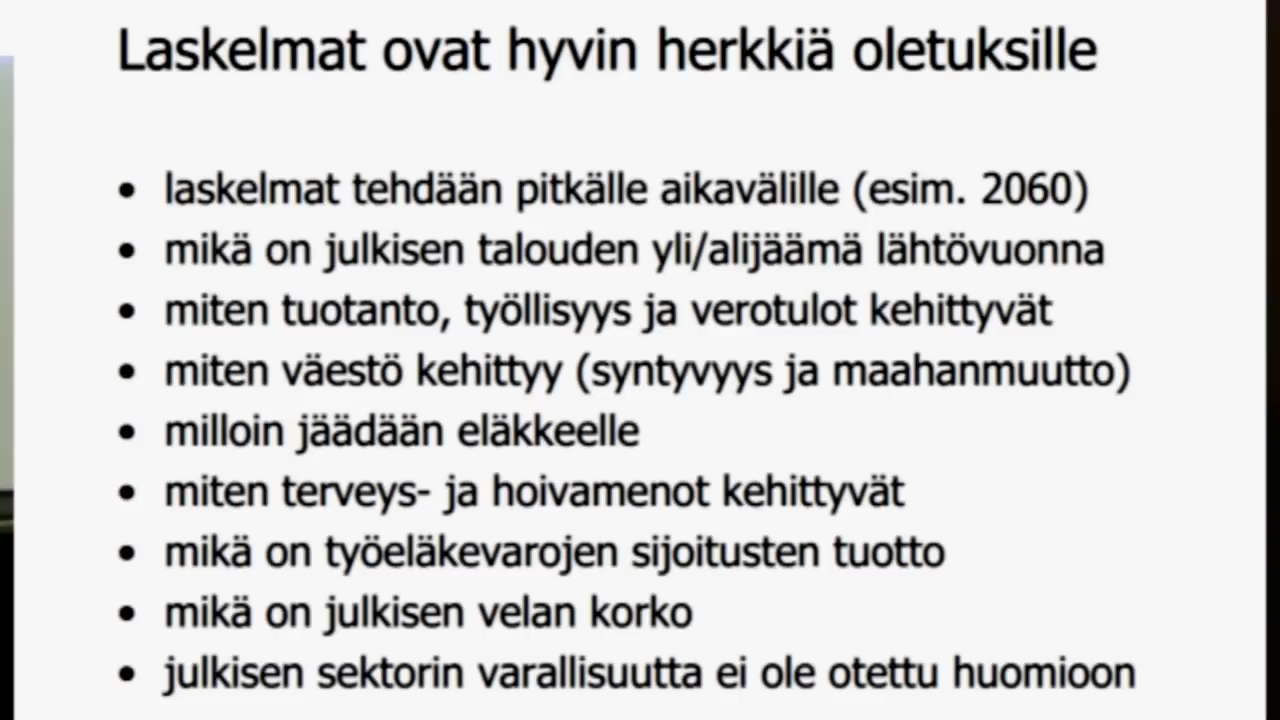 Laskelmat ovat hyvin herkkiä oletuksille
• laskelmat tehdään pitkälle aikavälille (esim. 2060)
• mikä on julkisen talouden yli/alijäämä lähtövuonna
• miten tuotanto, työllisyys ja verotulot kehittyvät
• miten väestö kehittyy (syntyvyys ja maahanmuutto)
• milloin jäädään eläkkeelle
• miten terveys- ja hoivamenot kehittyvät
• mikä on työeläkevarojen sijoitusten tuotto
• mikä on julkisen velan korko
• julkisen sektorin varallisuutta ei ole otettu huomioon